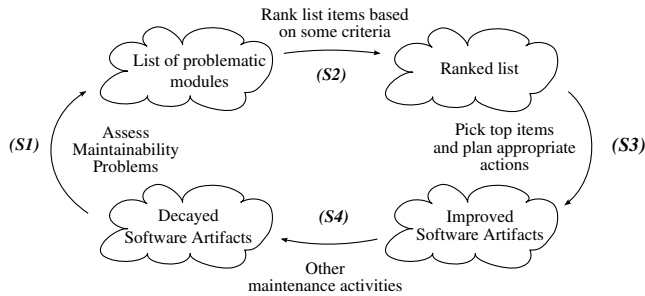 Rank list items based
on some criteria
(S2)
List of problematic
modules
Ranked list
(S1)
Assess
Maintainability
Problems
Pick top items
and plan appropriate
actions
(S3)
Decayed
Software Artifacts
(S4)
Improved
Software Artifacts
Other
maintenance activities